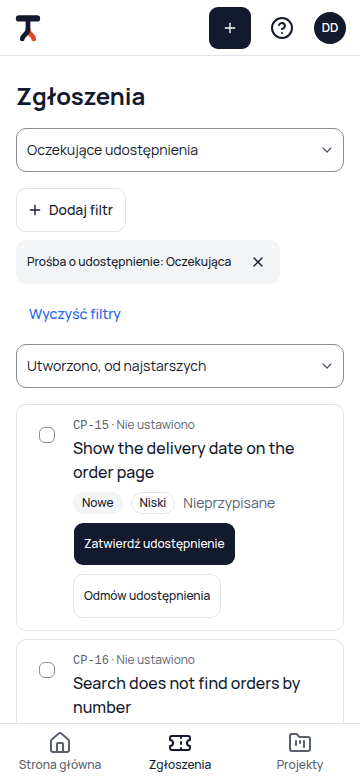 DD
Zgłoszenia
Oczekujące udostępnienia
Dodaj filtr
Prośba o udostępnienie: Oczekująca
Wyczyść filtry
Utworzono, od najstarszych
CP-15 · Nie ustawiono
Show the delivery date on the
order page
Nowe Niski Nieprzypisane
Zatwierdź udostępnienie
Odmów udostępnienia
CP-16 · Nie ustawiono
Search does not find orders by
number
Strona główna Zgłoszenia Projekty